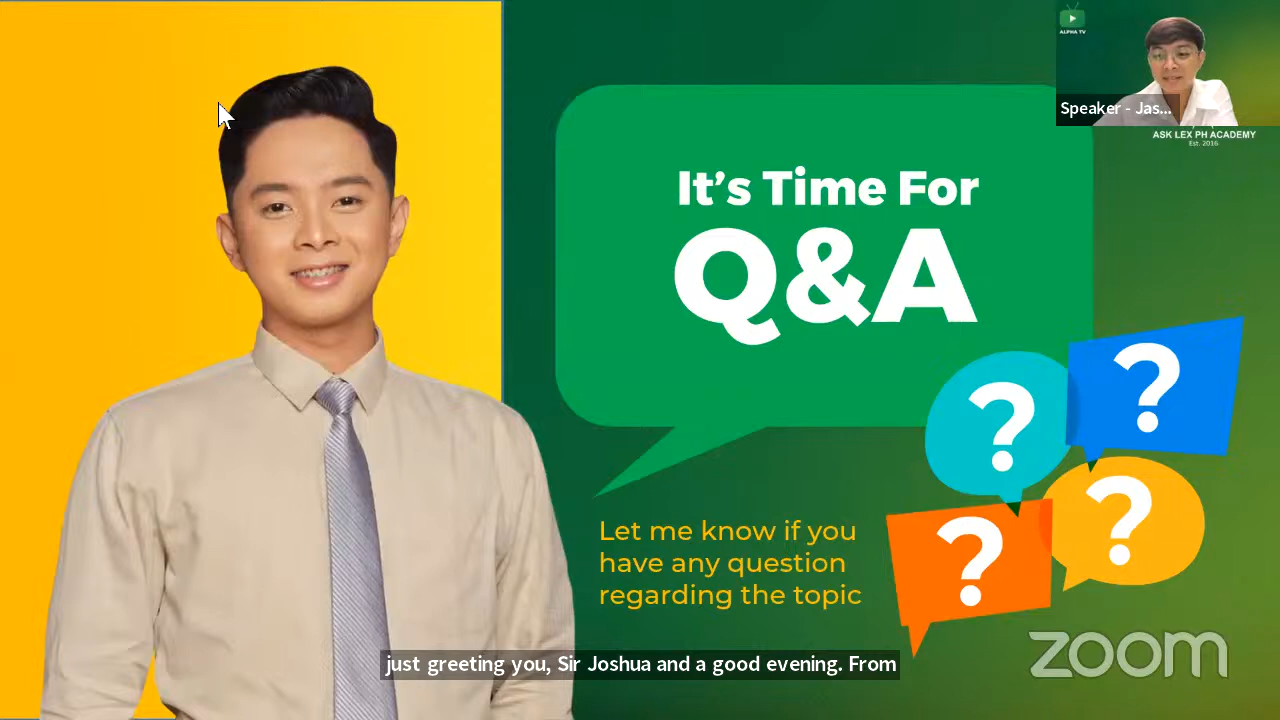 ALPHA TV
Speaker - Jas...
ASK LEX PH ACADEMY
Est. 2016
It's Time For
Q&A
?
?
?
?
Let me know if you
have any question
regarding the topic
just greeting you, Sir Joshua and a good evening. From
zoom